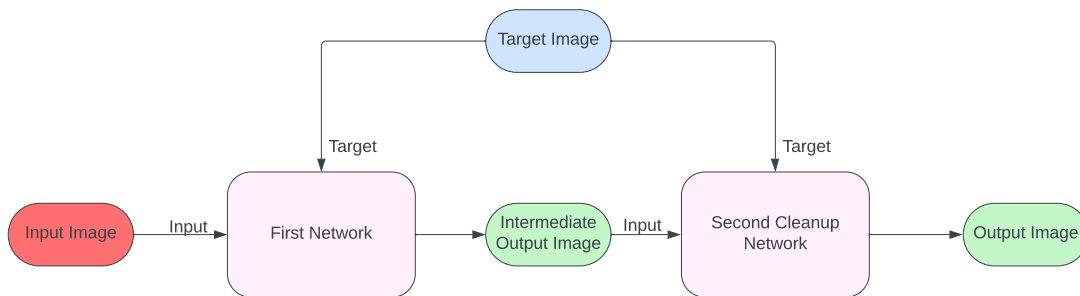 Target Image
Target
Target
Input Image
Input
First Network
Intermediate
Output Image
Input
Second Cleanup
Network
Output Image